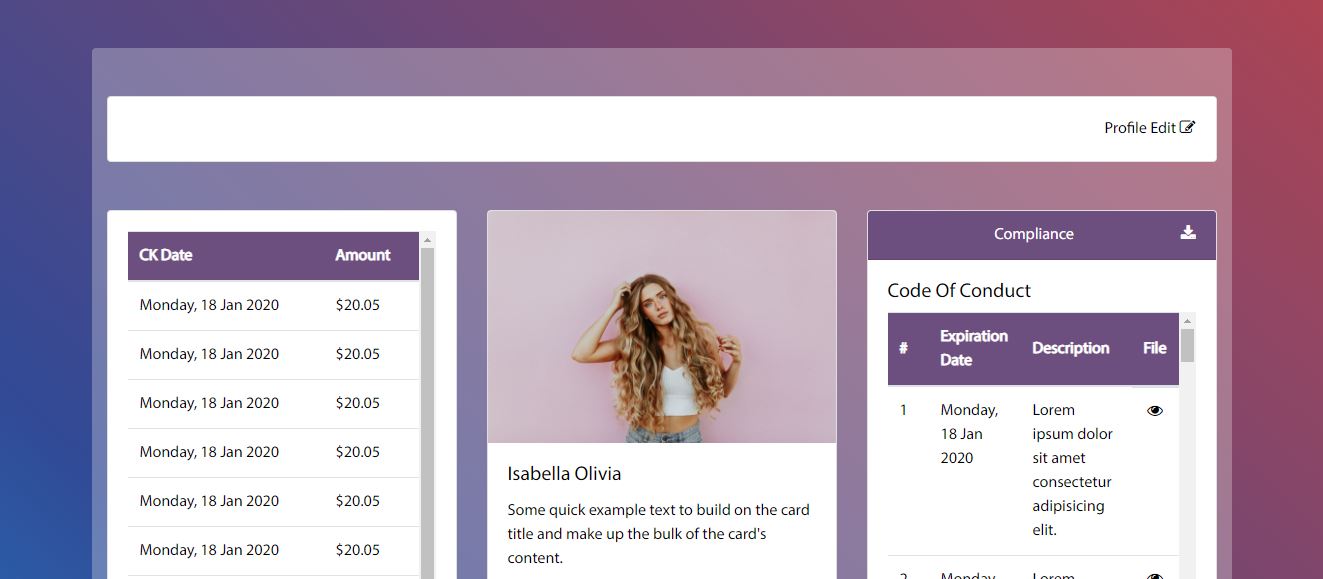 Profile Edit
CK Date Amount
Monday, 18 Jan 2020 $20.05
Monday, 18 Jan 2020 $20.05
Monday, 18 Jan 2020 $20.05
Monday, 18 Jan 2020 $20.05
Monday, 18 Jan 2020 $20.05
Monday, 18 Jan 2020 $20.05
Isabella Olivia
Some quick example text to build on the card
title and make up the bulk of the card's
content.
Compliance
Code Of Conduct
# Expiration Date Description File
1 Monday, Lorem
18 Jan ipsum dolor
2020 sit amet
consectetur
adipisicing
elit.
2 Monday, Lorem